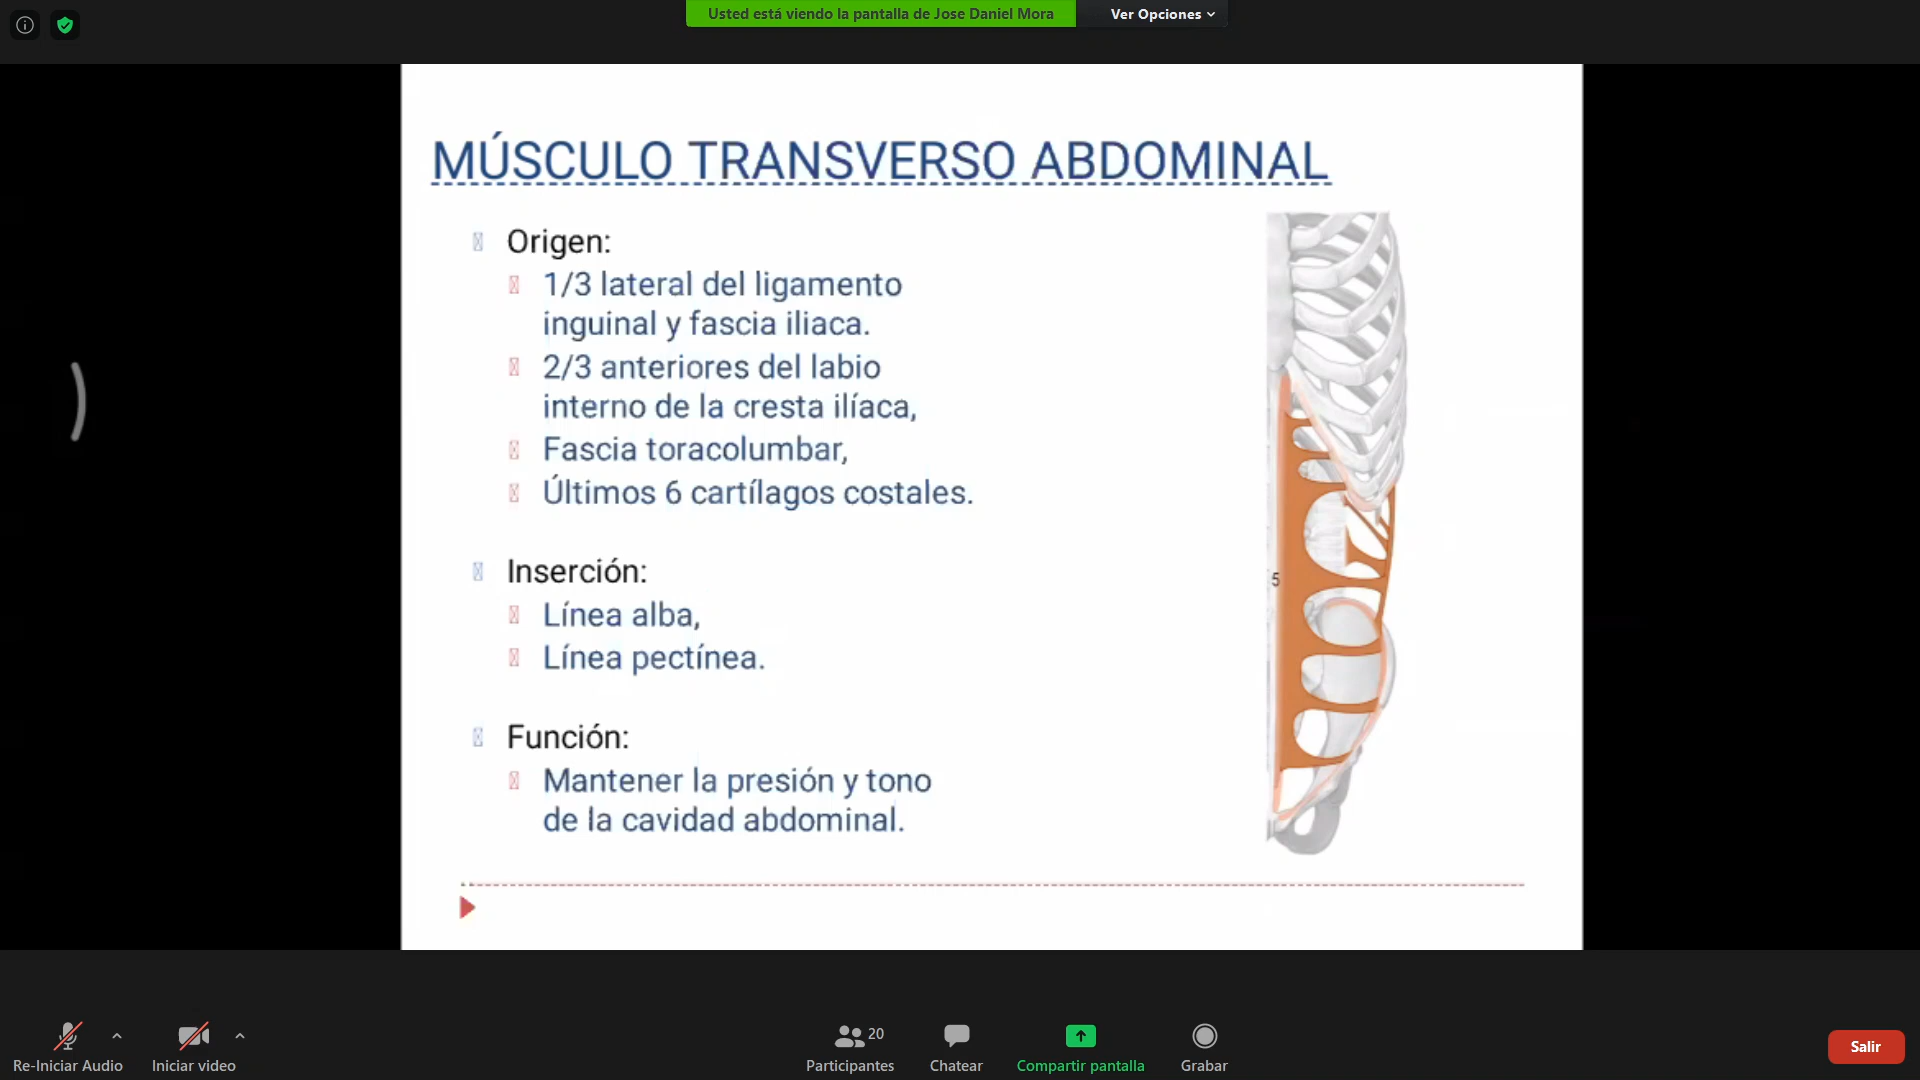 Usted está viendo la pantalla de Jose Daniel Mora
Ver Opciones
MÚSCULO TRANSVERSO ABDOMINAL
Origen:
1/3 lateral del ligamento
inguinal y fascia iliaca.
2/3 anteriores del labio
interno de la cresta ilíaca,
Fascia toracolumbar,
Últimos 6 cartílagos costales.
5
Inserción:
Línea alba,
Línea pectínea.
Función:
Mantener la presión y tono
de la cavidad abdominal.
Re-Iniciar Audio
Iniciar video
20
Participantes
Chatear
Compartir pantalla
Grabar
Salir